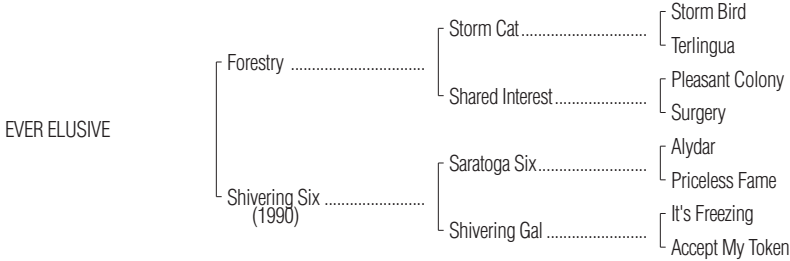 Storm Bird
Storm Cat..............................
Terlingua
Forestry ................................
Pleasant Colony
Shared Interest......................
Surgery
EVER ELUSIVE
Alydar
Saratoga Six..........................
Priceless Fame
Shivering Six ........................
(1990)
It's Freezing
Shivering Gal ........................
Accept My Token